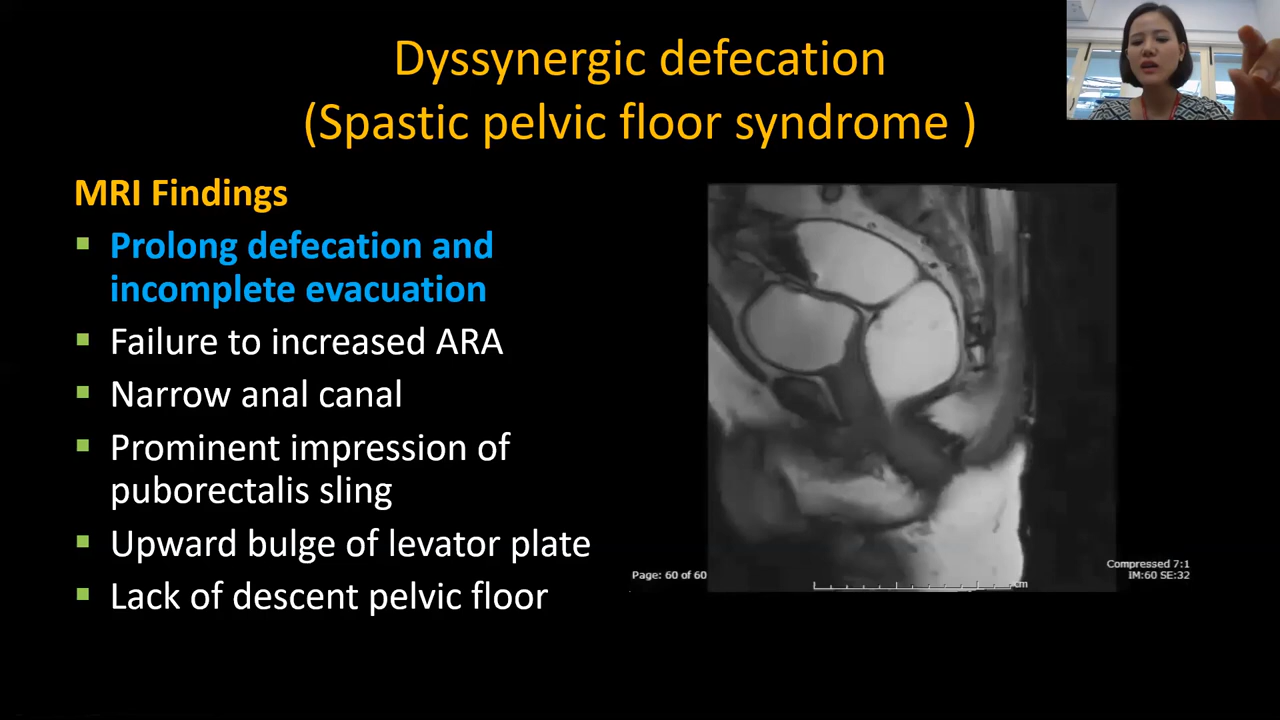 Dyssynergic defecation
(Spastic pelvic floor syndrome )
MRI Findings
Prolong defecation and
incomplete evacuation
Failure to increased ARA
Narrow anal canal
Prominent impression of
puborectalis sling
Upward bulge of levator plate
Lack of descent pelvic floor
Page: 60 of 60
Compressed 7:1
IM:60 SE:32
cm